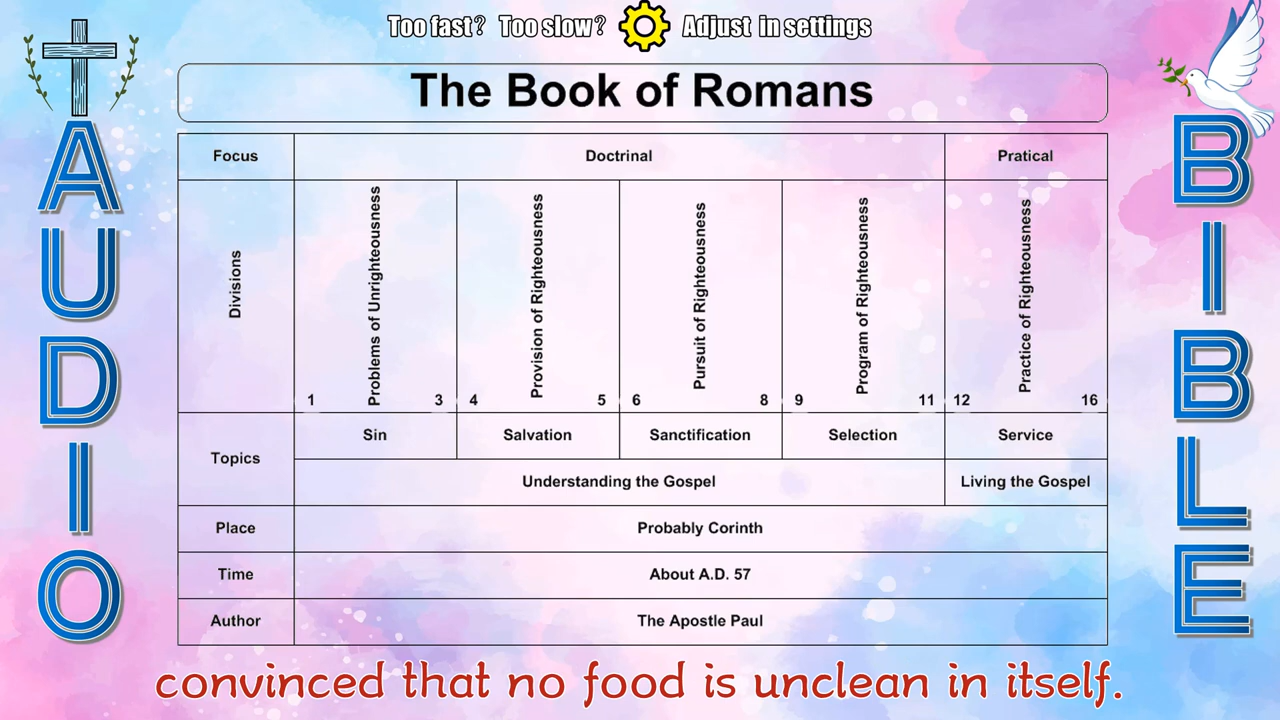 Too fast? Too slow? Adjust in settings
AUDIO
BIBLE
The Book of Romans
Focus Doctrinal Pratical
Divisions Problems of Unrighteousness Provision of Righteousness Pursuit of Righteousness Program of Righteousness Practice of Righteousness
1 3 4 5 6 8 9 11 12 16
Topics Sin Salvation Sanctification Selection Service
Understanding the Gospel Living the Gospel
Place Probably Corinth
Time About A.D. 57
Author The Apostle Paul
convinced that no food is unclean in itself.